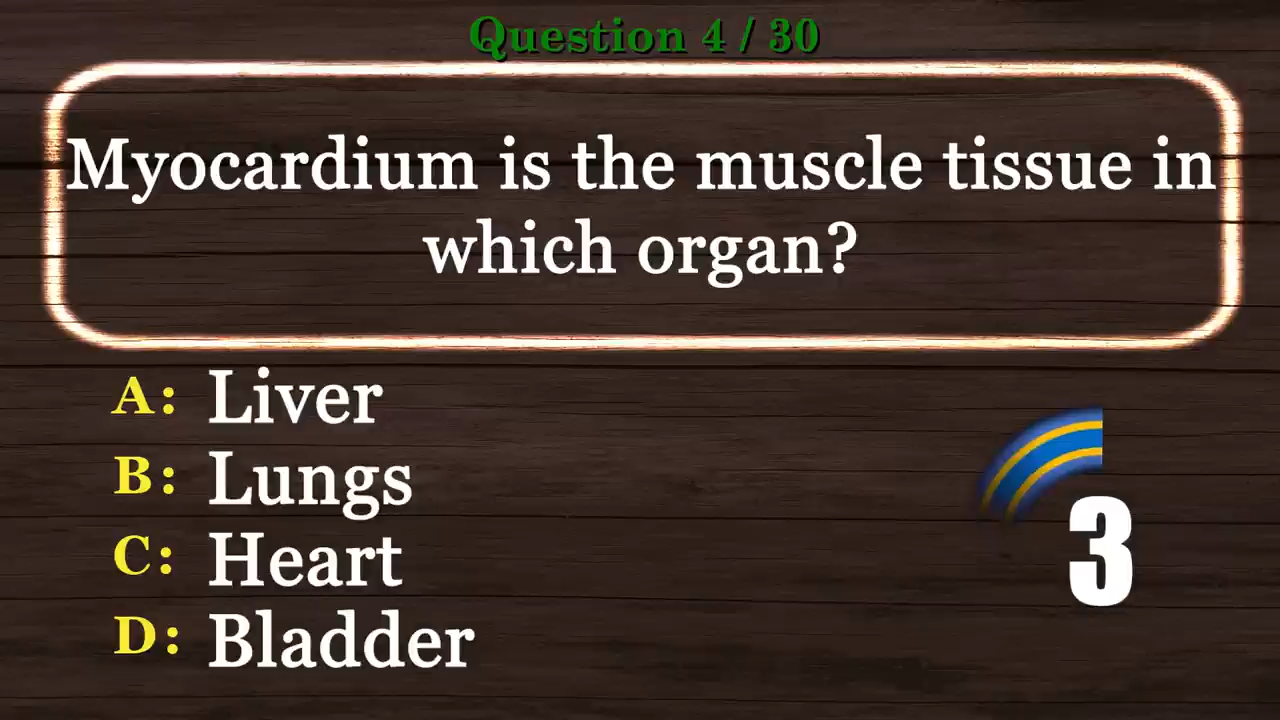 Question 4 / 30
Myocardium is the muscle tissue in
which organ?
A: Liver
B: Lungs
C: Heart
3
D: Bladder